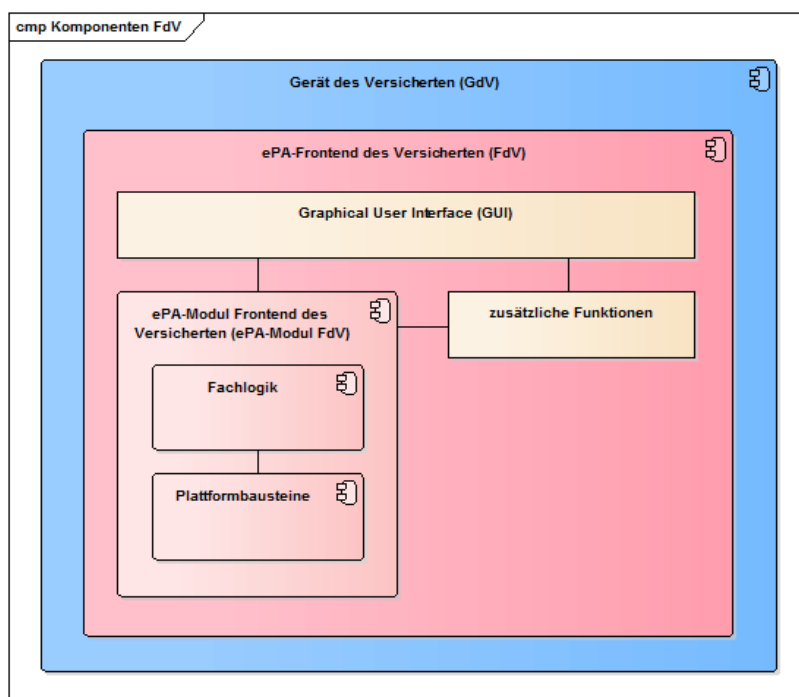 cmp Komponenten FdV
Gerät des Versicherten (GdV)
ePA-Frontend des Versicherten (FdV)
Graphical User Interface (GUI)
ePA-Modul Frontend des
Versicherten (ePA-Modul FdV)
zusätzliche Funktionen
Fachlogik
Plattformbausteine